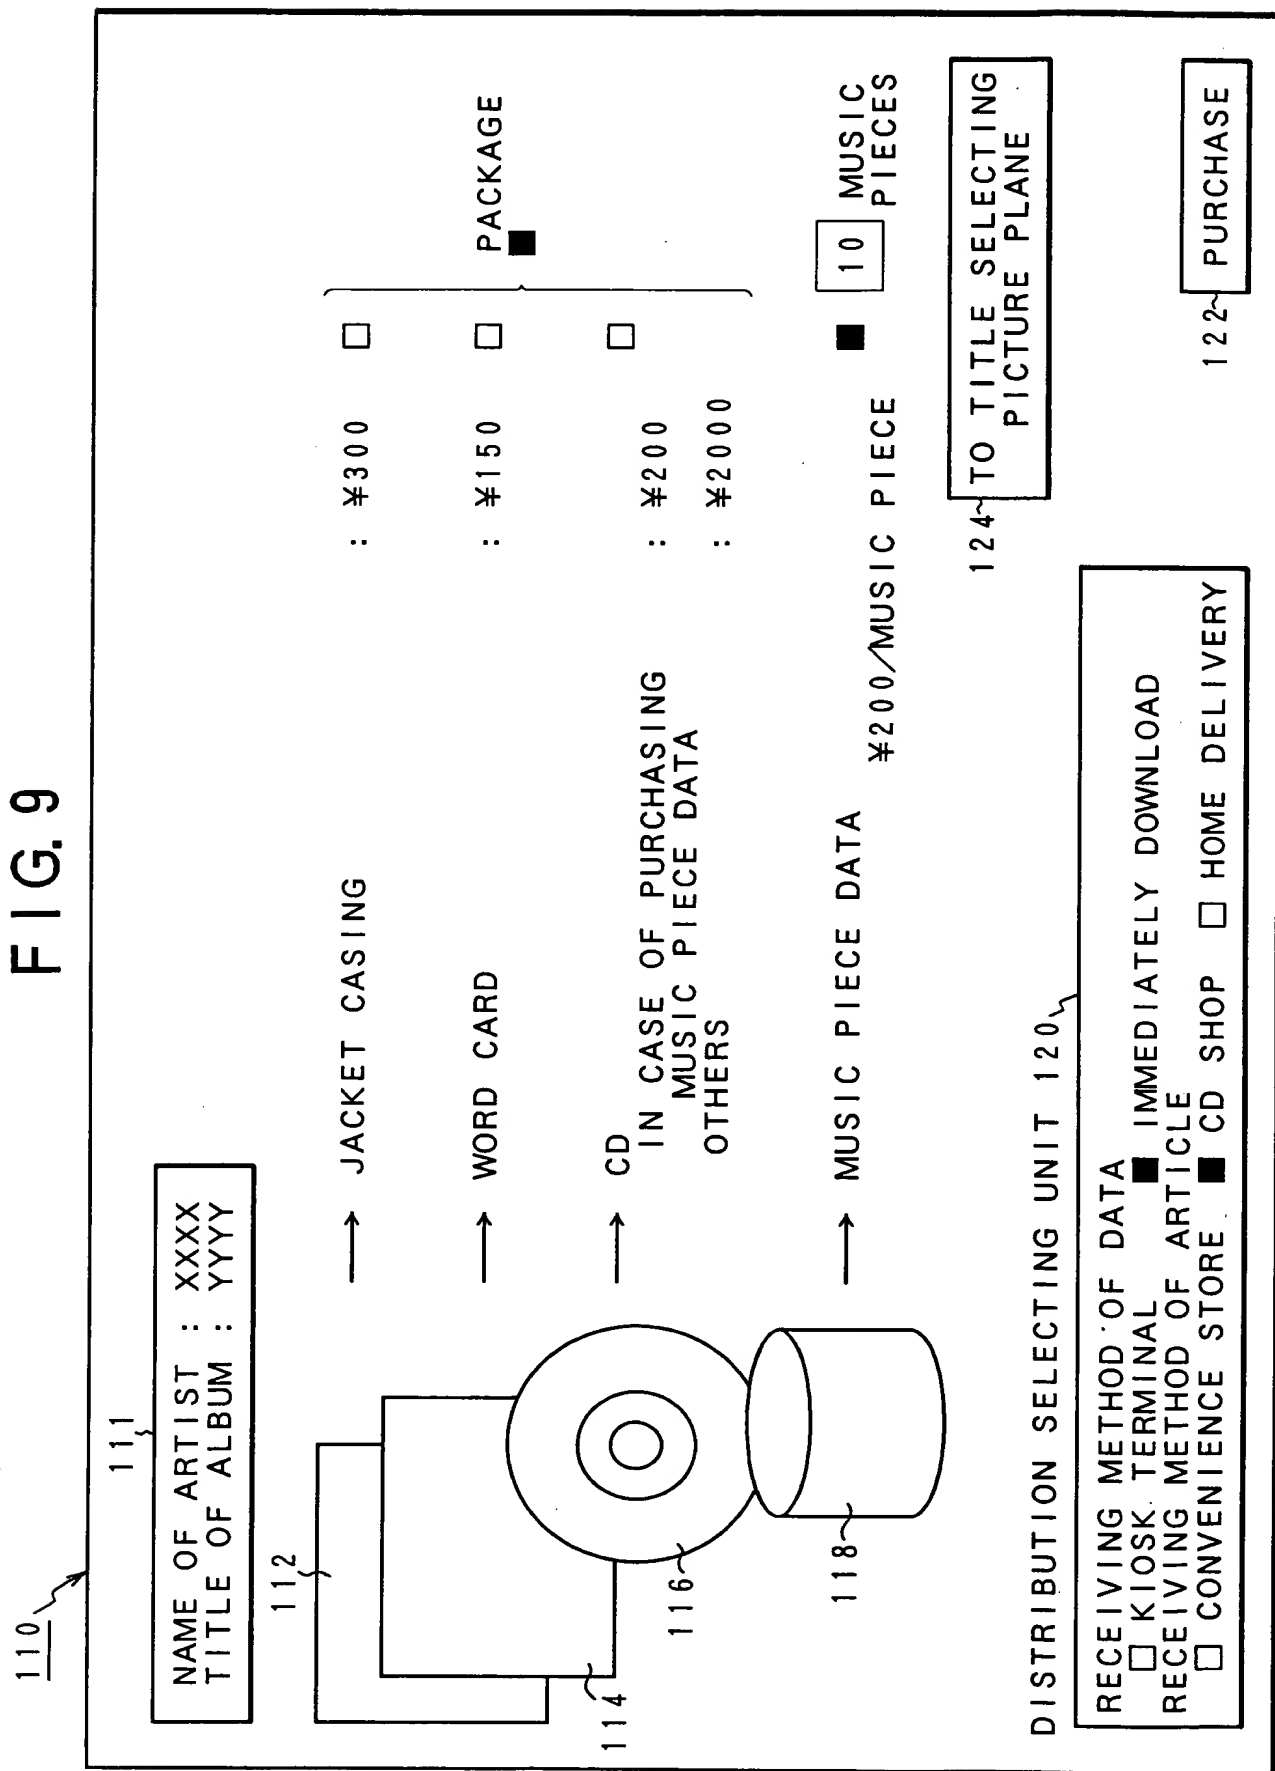 FIG. 9
110
111
NAME OF ARTIST : XXXX
TITLE OF ALBUM : YYYY
112
114
116
118
→ JACKET CASING : ¥300 □
→ WORD CARD : ¥150 □
→ CD □
IN CASE OF PURCHASING
MUSIC PIECE DATA : ¥200
OTHERS : ¥2000
PACKAGE
■
→ MUSIC PIECE DATA ■ 10 MUSIC
PIECES
¥200/MUSIC PIECE
124 TO TITLE SELECTING
PICTURE PLANE
DISTRIBUTION SELECTING UNIT 120
RECEIVING METHOD OF DATA
□ KIOSK TERMINAL ■ IMMEDIATELY DOWNLOAD
RECEIVING METHOD OF ARTICLE
□ CONVENIENCE STORE ■ CD SHOP □ HOME DELIVERY
122 PURCHASE